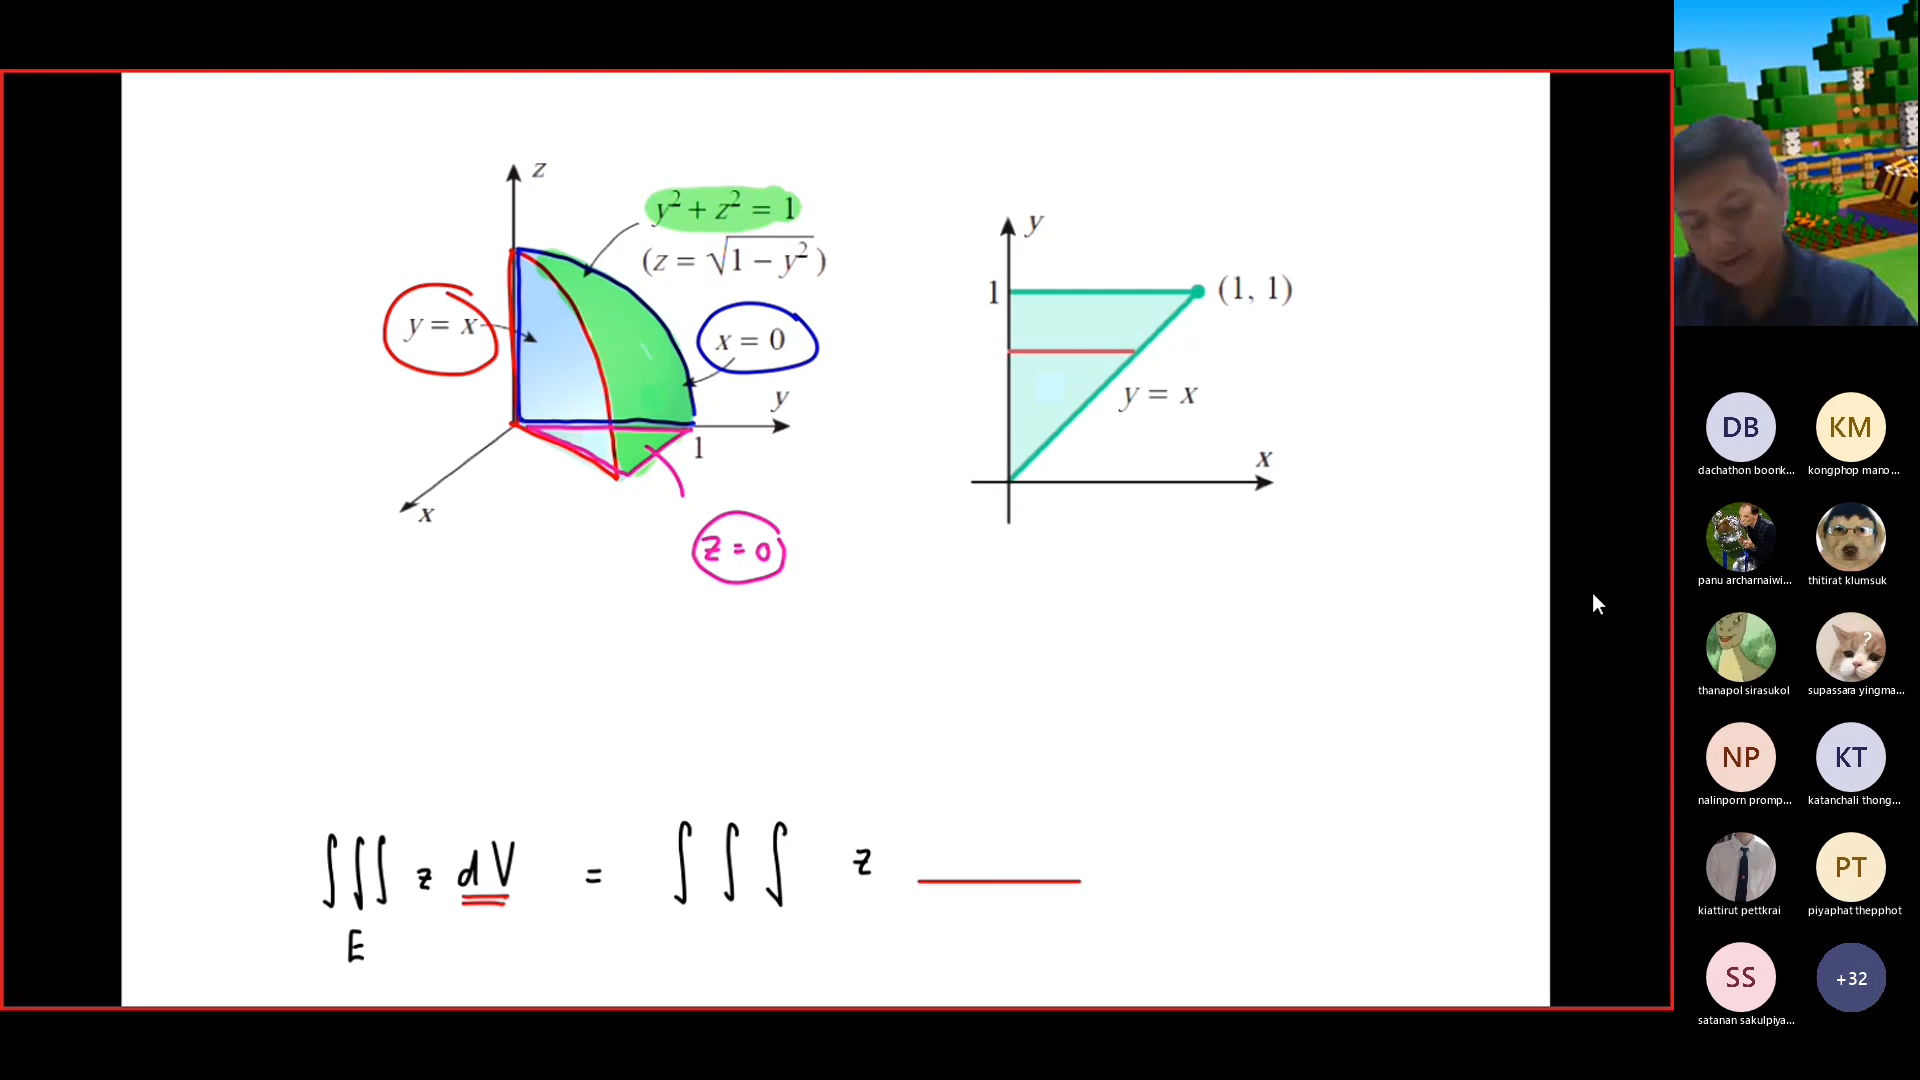 z
y² + z² = 1
(z = √(1 − y²))
y = x
x = 0
y
1
x
z = 0
y
1
(1, 1)
y = x
x
∭ z dV = ∫ ∫ ∫ z
E
DB
KM
dachathon boonk...
kongphop mano...
panu archarnaiwi...
thitirat klumsuk
?
thanapol sirasukol
supassara yingma...
NP
KT
nalinporn promp...
katanchali thong...
PT
kiattirut pettkrai
piyaphat thepphot
SS
+32
satanan sakulpiya...